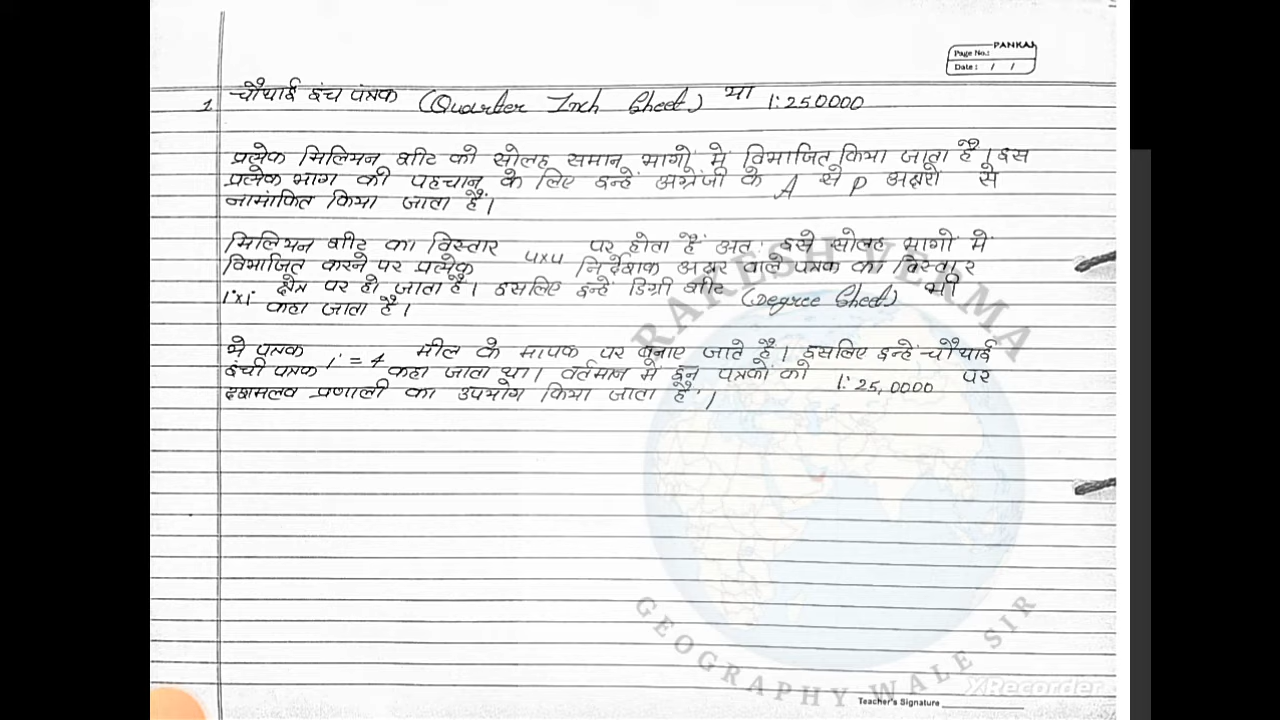 PANKAJ
Page No.:
Date : / /
1. चौथाई इंच पत्रक (Quarter Inch Sheet) या 1:250000
प्रत्येक मिलियन शीट को सोलह समान भागों में विभाजित किया जाता है। इस
प्रत्येक भाग की पहचान के लिए इन्हें अंग्रेजी के A से P अक्षरो से
नामांकित किया जाता है।
मिलियन शीट का विस्तार 4x4 पर होता है अतः इसे सोलह भागों में
विभाजित करने पर प्रत्येक निर्देशांक अक्षर वाले पत्रक का विस्तार
1°x1° क्षेत्र पर हो जाता है। इसलिए इन्हें डिग्री शीट (Degree Sheet) भी
कहा जाता है।
ये पत्रक 1" = 4 मील के मापक पर बनाए जाते है। इसलिए इन्हें चौथाई
इंची पत्रक कहा जाता था। वर्तमान में इन पत्रकों को 1:25,0000 पर
दशमलव प्रणाली का उपयोग किया जाता है।
RAKESH VERMA
GEOGRAPHY WALE SIR
XRecorder
Teacher's Signature